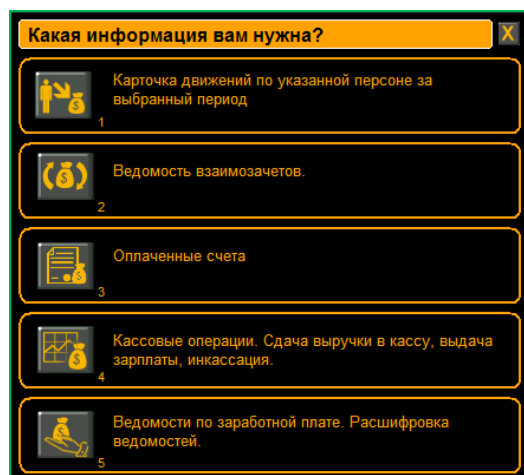 Какая информация вам нужна?
X
Карточка движений по указанной персоне за
выбранный период
1
Ведомость взаимозачетов.
2
Оплаченные счета
3
Кассовые операции. Сдача выручки в кассу, выдача
зарплаты, инкассация.
4
Ведомости по заработной плате. Расшифровка
ведомостей.
5